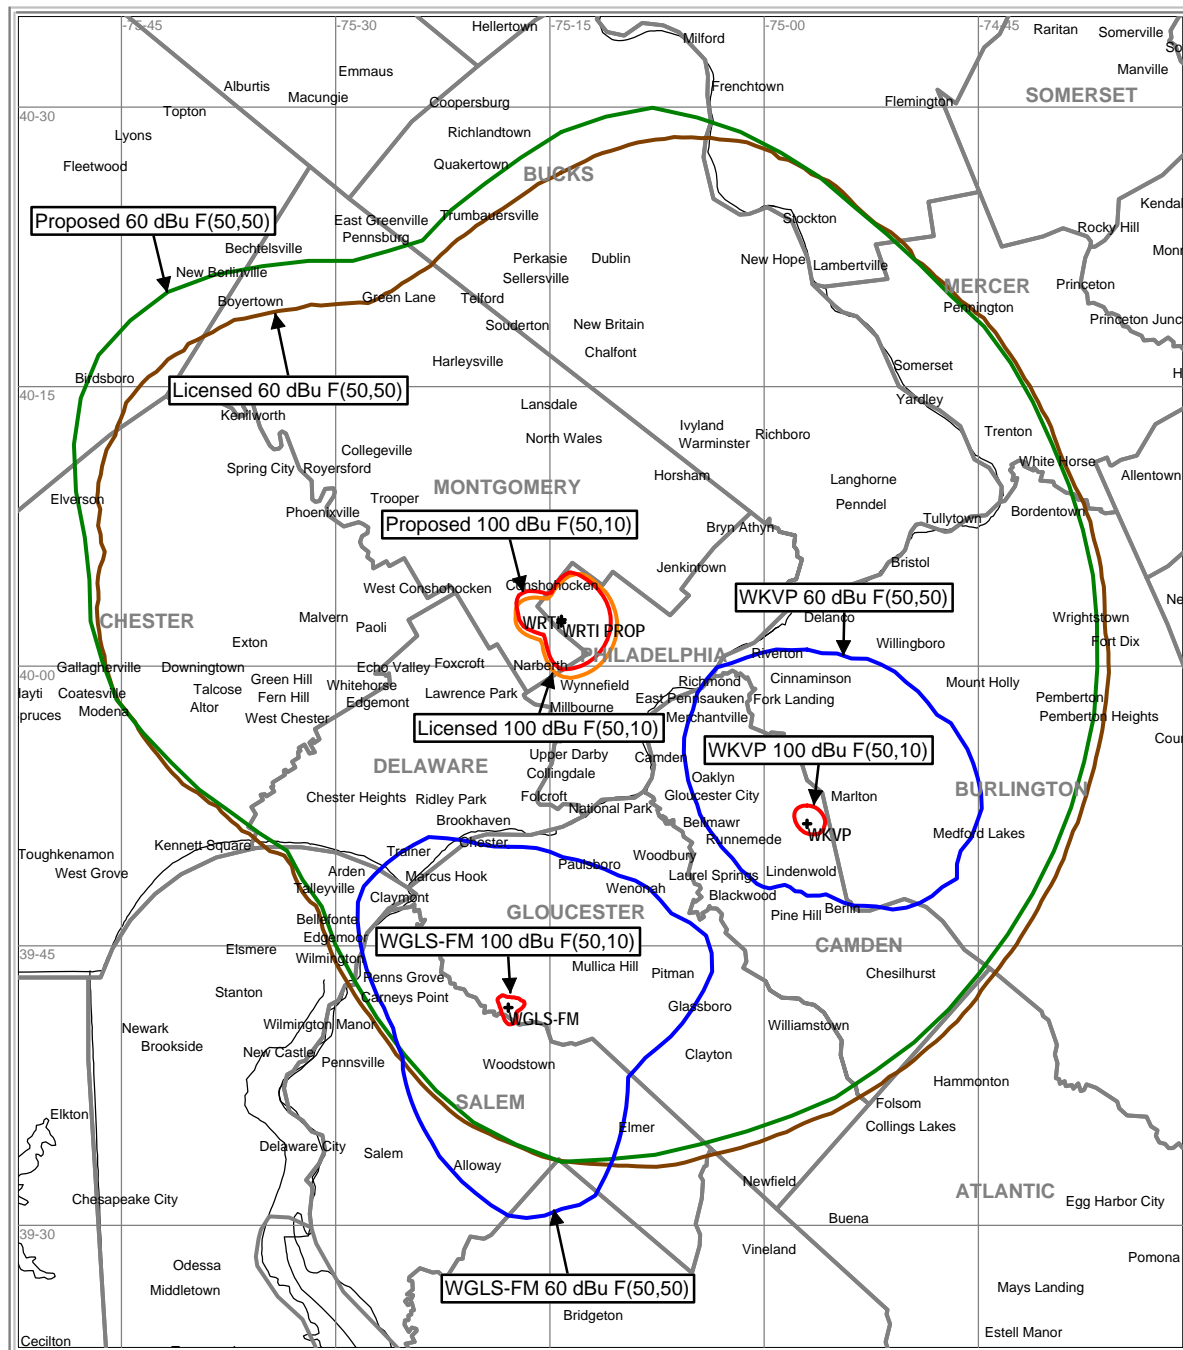 -75-45
-75-30
-75-15
-75-00
-74-45
Hellertown
Milford
Raritan
Somerville
So
Manville
Emmaus
Alburtis
Macungie
Coopersburg
Frenchtown
Flemington
SOMERSET
40-30
Topton
Lyons
Richlandtown
Fleetwood
Quakertown
BUCKS
Kendal
Proposed 60 dBu F(50,50)
East Greenville
Trumbauersville
Stockton
Rocky Hill
Pennsburg
Bechtelsville
Monr
New Berlinville
Perkasie
Dublin
New Hope
Lambertville
Sellersville
MERCER
Princeton
Boyertown
Green Lane
Telford
Pennington
Souderton
New Britain
Princeton Junc
Chalfont
Harleysville
Somerset
Birdsboro
H
40-15
Licensed 60 dBu F(50,50)
Yardley
Kenilworth
Lansdale
Ivyland
North Wales
Richboro
Warminster
Trenton
Collegeville
White Horse
Spring City
Royersford
Horsham
Langhorne
Allentown
Elverson
Trooper
MONTGOMERY
Penndel
Phoenixville
Bordentown
Proposed 100 dBu F(50,10)
Bryn Athyn
Tullytown
Jenkintown
Bristol
West Conshohocken
Conshohocken
WKVP 60 dBu F(50,50)
Ne
CHESTER
Malvern
WRTI
WRTI PROP
Delanco
Wrightstown
Paoli
Exton
Willingboro
Fort Dix
PHILADELPHIA
Riverton
40-00
Gallagherville
Downingtown
Echo Valley
Foxcroft
Narberth
Green Hill
Whitehorse
Wynnefield
Richmond
Cinnaminson
Mount Holly
layti
Coatesville
Talcose
Fern Hill
Edgemont
Lawrence Park
East Pennsauken
Fork Landing
Pemberton
pruces
Modena
Altor
West Chester
Millbourne
Merchantville
Pemberton Heights
Licensed 100 dBu F(50,10)
Cour
WKVP 100 dBu F(50,10)
Upper Darby
Camden
DELAWARE
Collingdale
Oaklyn
BURLINGTON
Chester Heights
Ridley Park
Folcroft
Gloucester City
Marlton
National Park
Brookhaven
Bellmawr
WKVP
Medford Lakes
Kennett Square
Chester
Runnemede
Toughkenamon
Trainer
Woodbury
West Grove
Arden
Marcus Hook
Paulsboro
Laurel Springs
Lindenwold
Talleyville
Claymont
Wenonah
Blackwood
Berlin
Bellefonte
GLOUCESTER
Pine Hill
Edgemoor
WGLS-FM 100 dBu F(50,10)
39-45
Elsmere
Wilmington
CAMDEN
Mullica Hill
Pitman
Chesilhurst
Penns Grove
Stanton
Carneys Point
Glassboro
WGLS-FM
Newark
Wilmington Manor
Williamstown
Brookside
New Castle
Clayton
Pennsville
Woodstown
Hammonton
SALEM
Folsom
Elkton
Elmer
Collings Lakes
Delaware City
Salem
Alloway
Newfield
ATLANTIC
Chesapeake City
Egg Harbor City
Buena
39-30
Vineland
Odessa
Pomona
Middletown
WGLS-FM 60 dBu F(50,50)
Mays Landing
Bridgeton
Estell Manor
Cecilton